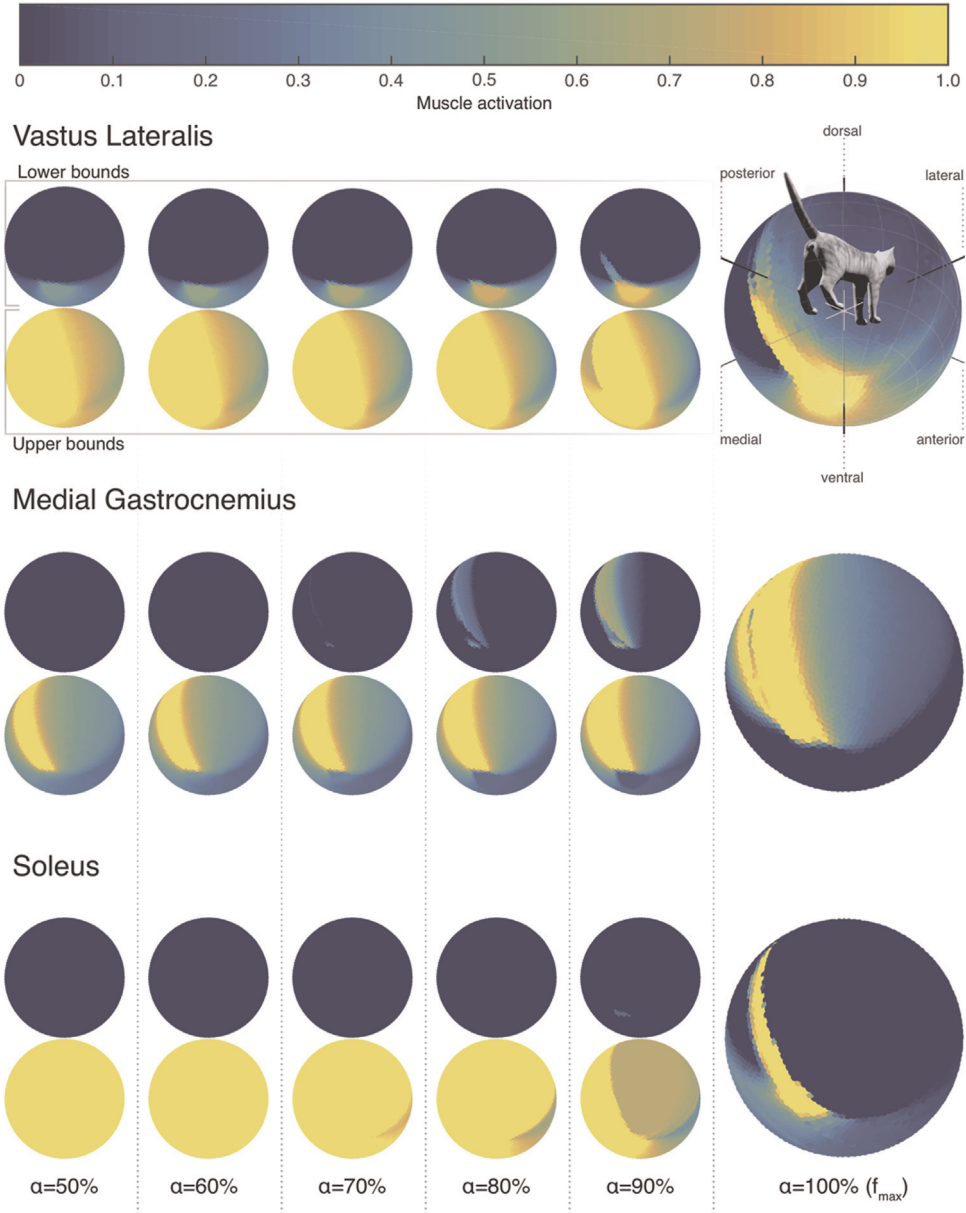 0 0.1 0.2 0.3 0.4 0.5 0.6 0.7 0.8 0.9 1.0
Muscle activation
Vastus Lateralis
Lower bounds
dorsal
posterior
lateral
medial
anterior
ventral
Upper bounds
Medial Gastrocnemius
Soleus
α=50% α=60% α=70% α=80% α=90% α=100% (fmax)